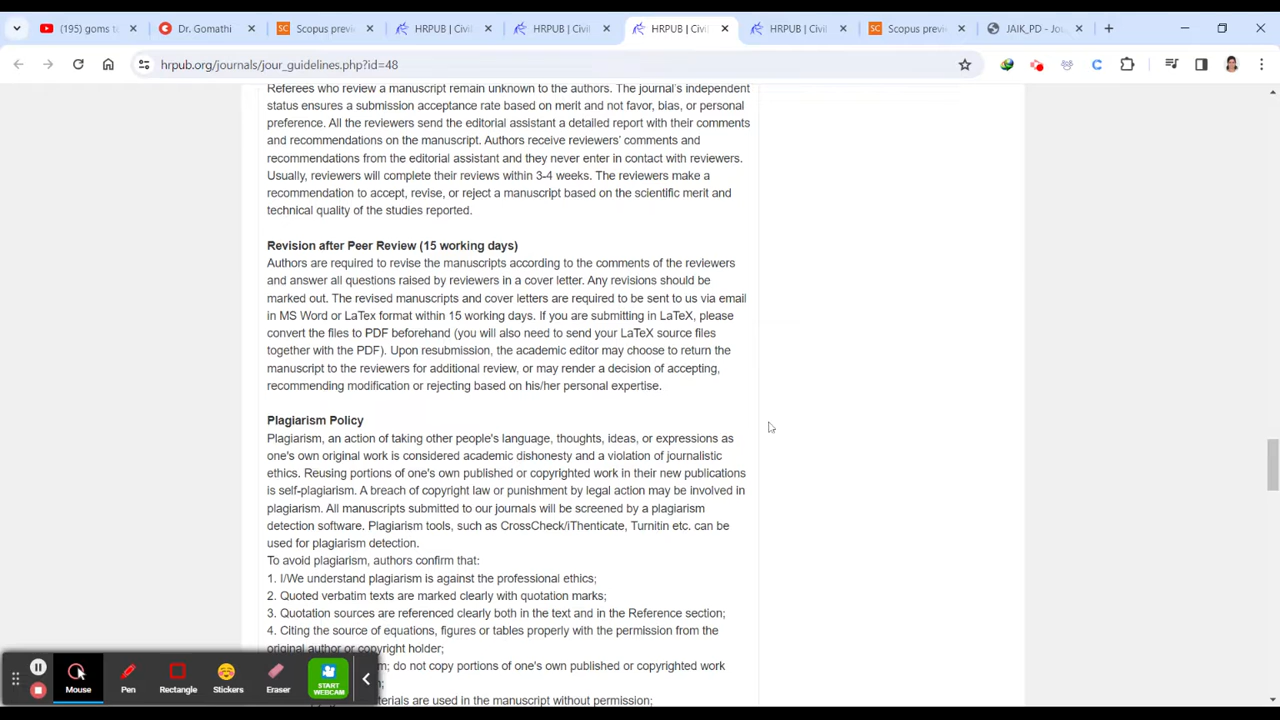 (195) goms t
Dr. Gomathi
SC Scopus previ
HRPUB | Civi
HRPUB | Civil
HRPUB | Civi
HRPUB | Civil
SC Scopus previ
JAIK_PD - Jou
hrpub.org/journals/jour_guidelines.php?id=48
Referees who review a manuscript remain unknown to the authors. The journal's independent
status ensures a submission acceptance rate based on merit and not favor, bias, or personal
preference. All the reviewers send the editorial assistant a detailed report with their comments
and recommendations on the manuscript. Authors receive reviewers' comments and
recommendations from the editorial assistant and they never enter in contact with reviewers.
Usually, reviewers will complete their reviews within 3-4 weeks. The reviewers make a
recommendation to accept, revise, or reject a manuscript based on the scientific merit and
technical quality of the studies reported.
Revision after Peer Review (15 working days)
Authors are required to revise the manuscripts according to the comments of the reviewers
and answer all questions raised by reviewers in a cover letter. Any revisions should be
marked out. The revised manuscripts and cover letters are required to be sent to us via email
in MS Word or LaTex format within 15 working days. If you are submitting in LaTeX, please
convert the files to PDF beforehand (you will also need to send your LaTeX source files
together with the PDF). Upon resubmission, the academic editor may choose to return the
manuscript to the reviewers for additional review, or may render a decision of accepting,
recommending modification or rejecting based on his/her personal expertise.
Plagiarism Policy
Plagiarism, an action of taking other people's language, thoughts, ideas, or expressions as
one's own original work is considered academic dishonesty and a violation of journalistic
ethics. Reusing portions of one's own published or copyrighted work in their new publications
is self-plagiarism. A breach of copyright law or punishment by legal action may be involved in
plagiarism. All manuscripts submitted to our journals will be screened by a plagiarism
detection software. Plagiarism tools, such as CrossCheck/iThenticate, Turnitin etc. can be
used for plagiarism detection.
To avoid plagiarism, authors confirm that:
1. I/We understand plagiarism is against the professional ethics;
2. Quoted verbatim texts are marked clearly with quotation marks;
3. Quotation sources are referenced clearly both in the text and in the Reference section;
4. Citing the source of equations, figures or tables properly with the permission from the
original author or copyright holder;
m; do not copy portions of one's own published or copyrighted work
terials are used in the manuscript without permission;
Mouse
Pen
Rectangle
Stickers
Eraser
START
WEBCAM